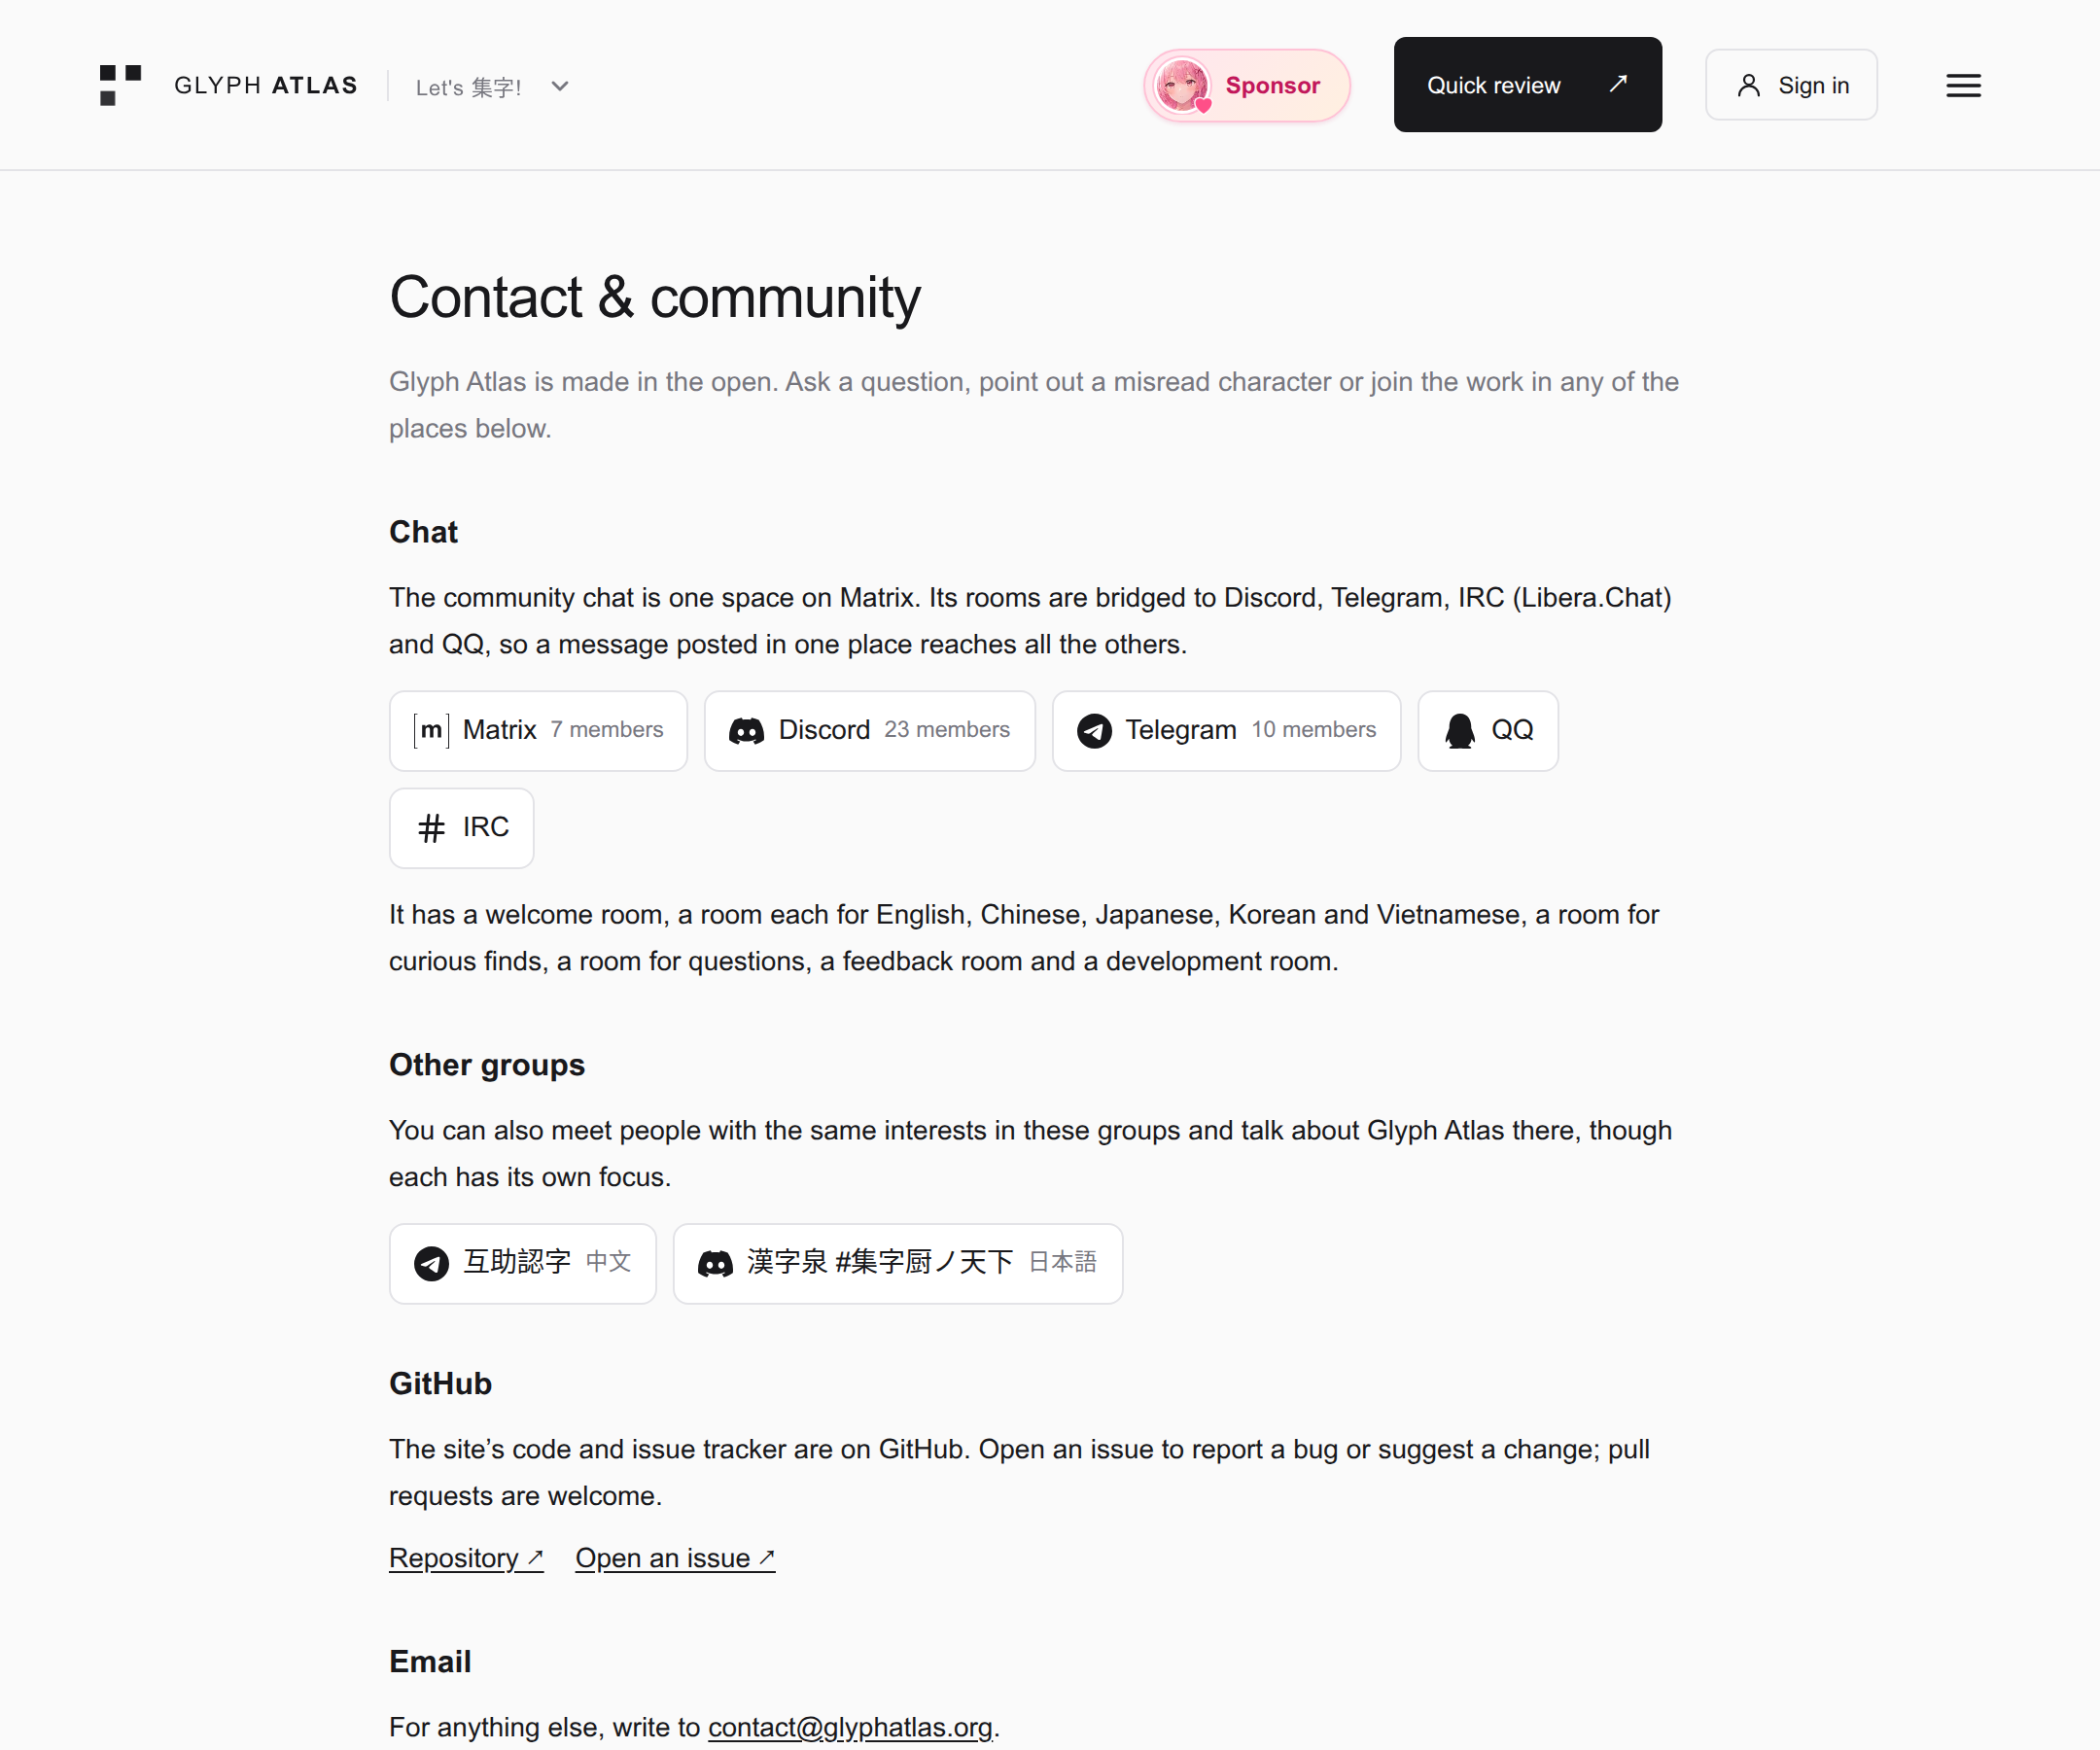 GLYPH ATLAS
Let's 集字!
Sponsor
Quick review ↗
Sign in
Contact & community
Glyph Atlas is made in the open. Ask a question, point out a misread character or join the work in any of the
places below.
Chat
The community chat is one space on Matrix. Its rooms are bridged to Discord, Telegram, IRC (Libera.Chat)
and QQ, so a message posted in one place reaches all the others.
[m] Matrix 7 members
Discord 23 members
Telegram 10 members
QQ
# IRC
It has a welcome room, a room each for English, Chinese, Japanese, Korean and Vietnamese, a room for
curious finds, a room for questions, a feedback room and a development room.
Other groups
You can also meet people with the same interests in these groups and talk about Glyph Atlas there, though
each has its own focus.
互助認字 中文
漢字泉 #集字厨ノ天下 日本語
GitHub
The site’s code and issue tracker are on GitHub. Open an issue to report a bug or suggest a change; pull
requests are welcome.
Repository ↗ Open an issue ↗
Email
For anything else, write to contact@glyphatlas.org.